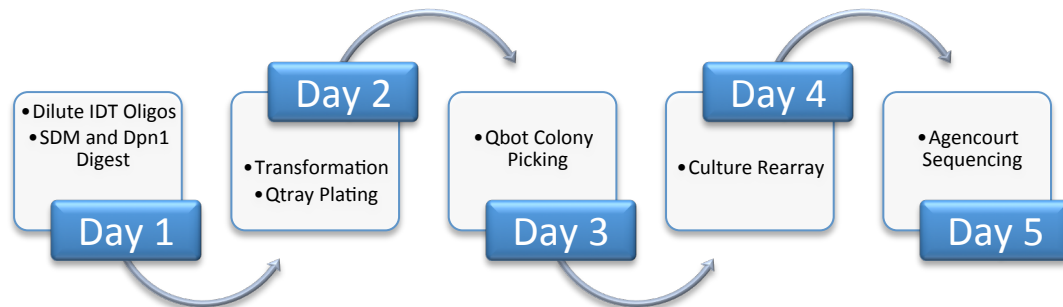 •Dilute IDT Oligos
•SDM and Dpn1
Digest
Day 1
Day 2
•Transformation
•Qtray Plating
•Qbot Colony
Picking
Day 3
Day 4
•Culture Rearray
•Agencourt
Sequencing
Day 5